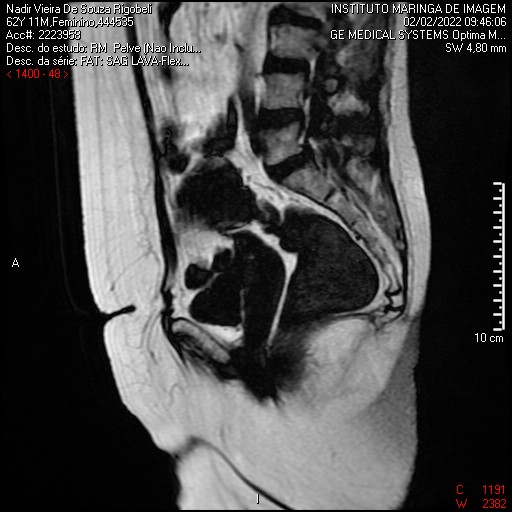 Nadir Vieira De Souza Rigobeli
62Y 11M,Feminino,444535
Acc#: 2223953
Desc. do estudo: RM Pelve (Nao Inclu...
Desc. da série: FAT: SAG LAVA-Flex...
< 1400 - 48 >
INSTITUTO MARINGA DE IMAGEM
02/02/2022 09:46:06
GE MEDICAL SYSTEMS Optima M...
SW 4,80 mm
A
10 cm
I
C 1191
W 2382